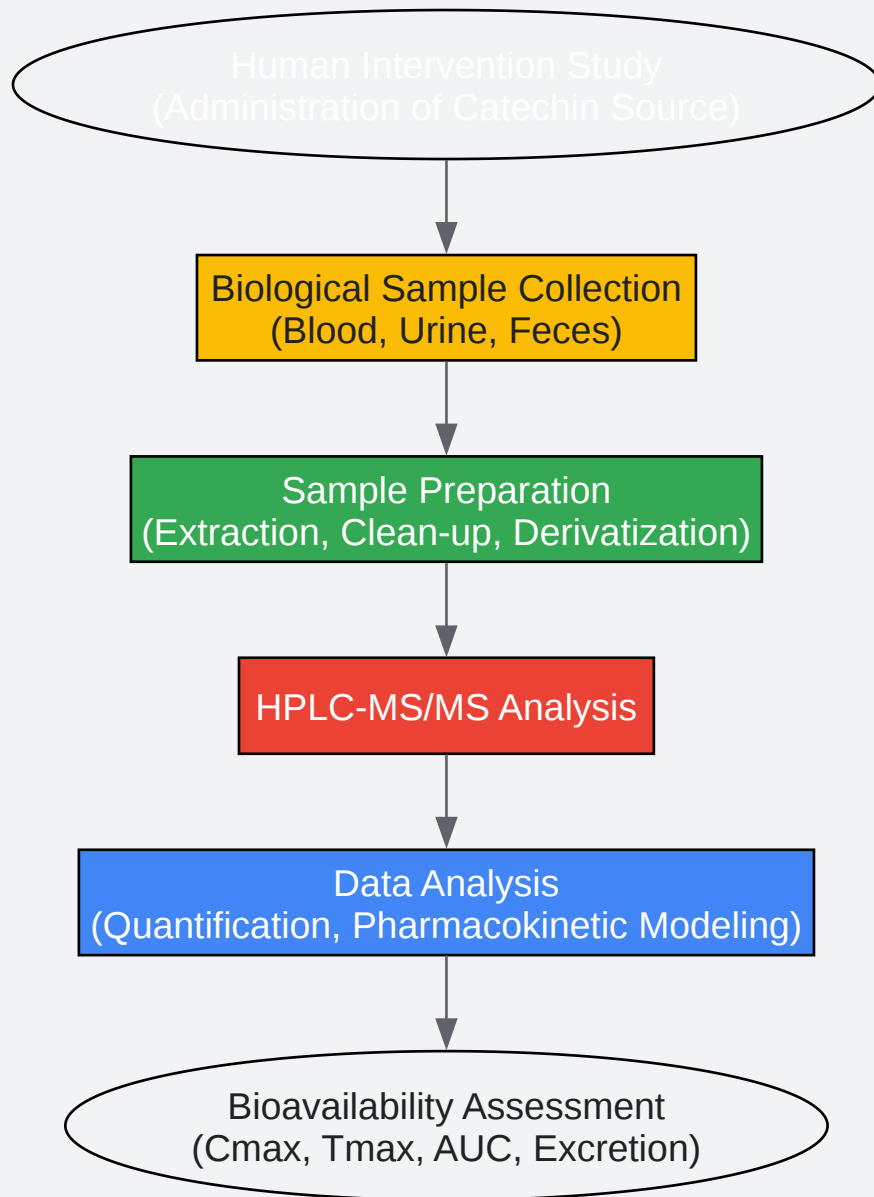 Human Intervention Study
(Administration of Catechin Source)
Biological Sample Collection
(Blood, Urine, Feces)
Sample Preparation
(Extraction, Clean-up, Derivatization)
HPLC-MS/MS Analysis
Data Analysis
(Quantification, Pharmacokinetic Modeling)
Bioavailability Assessment
(Cmax, Tmax, AUC, Excretion)